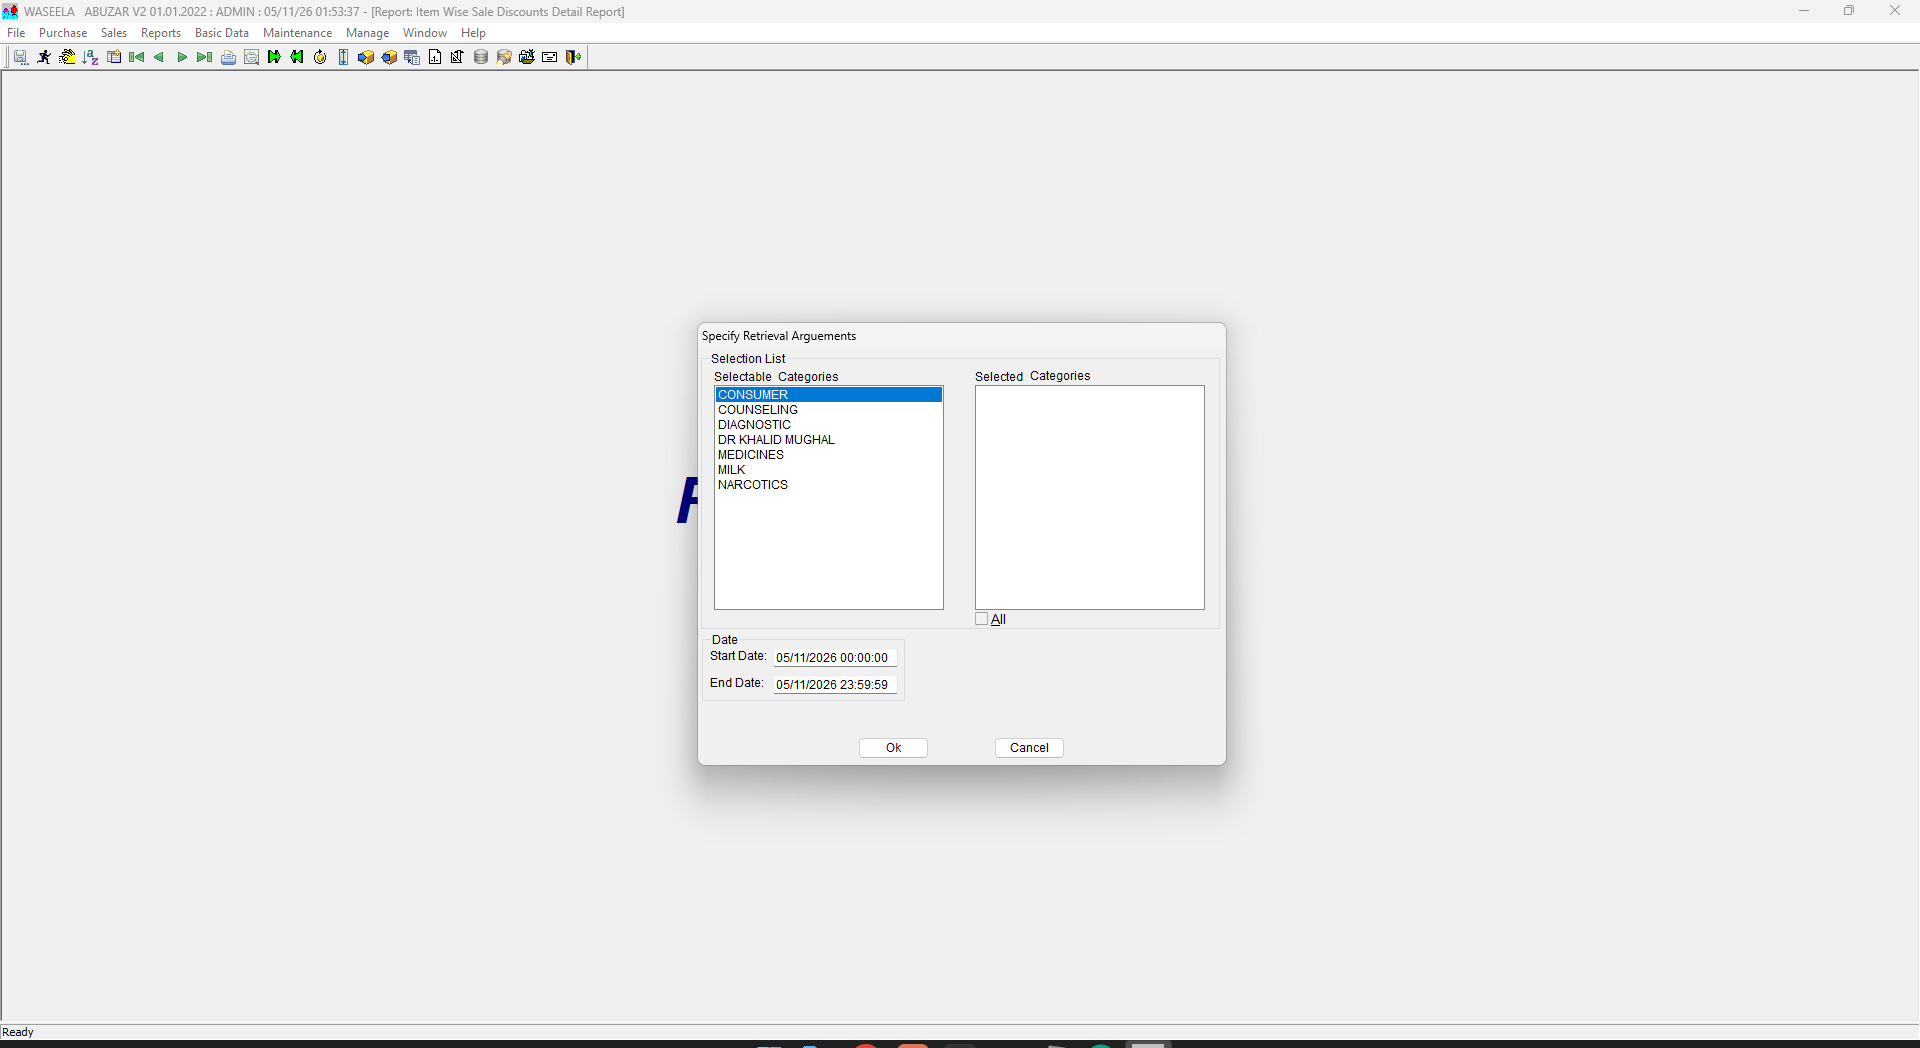 WASEELA   ABUZAR V2 01.01.2022 : ADMIN : 05/11/26 01:53:37 - [Report: Item Wise Sale Discounts Detail Report]
File Purchase Sales Reports Basic Data Maintenance Manage Window Help
Specify Retrieval Arguements
Selection List
Selectable Categories Selected Categories
CONSUMER
COUNSELING
DIAGNOSTIC
DR KHALID MUGHAL
MEDICINES
MILK
NARCOTICS
All
Date
Start Date: 05/11/2026 00:00:00
End Date: 05/11/2026 23:59:59
Ok Cancel
Ready